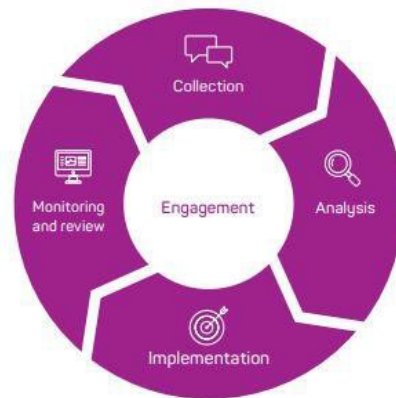 Collection
Analysis
Implementation
Monitoring
and review
Engagement